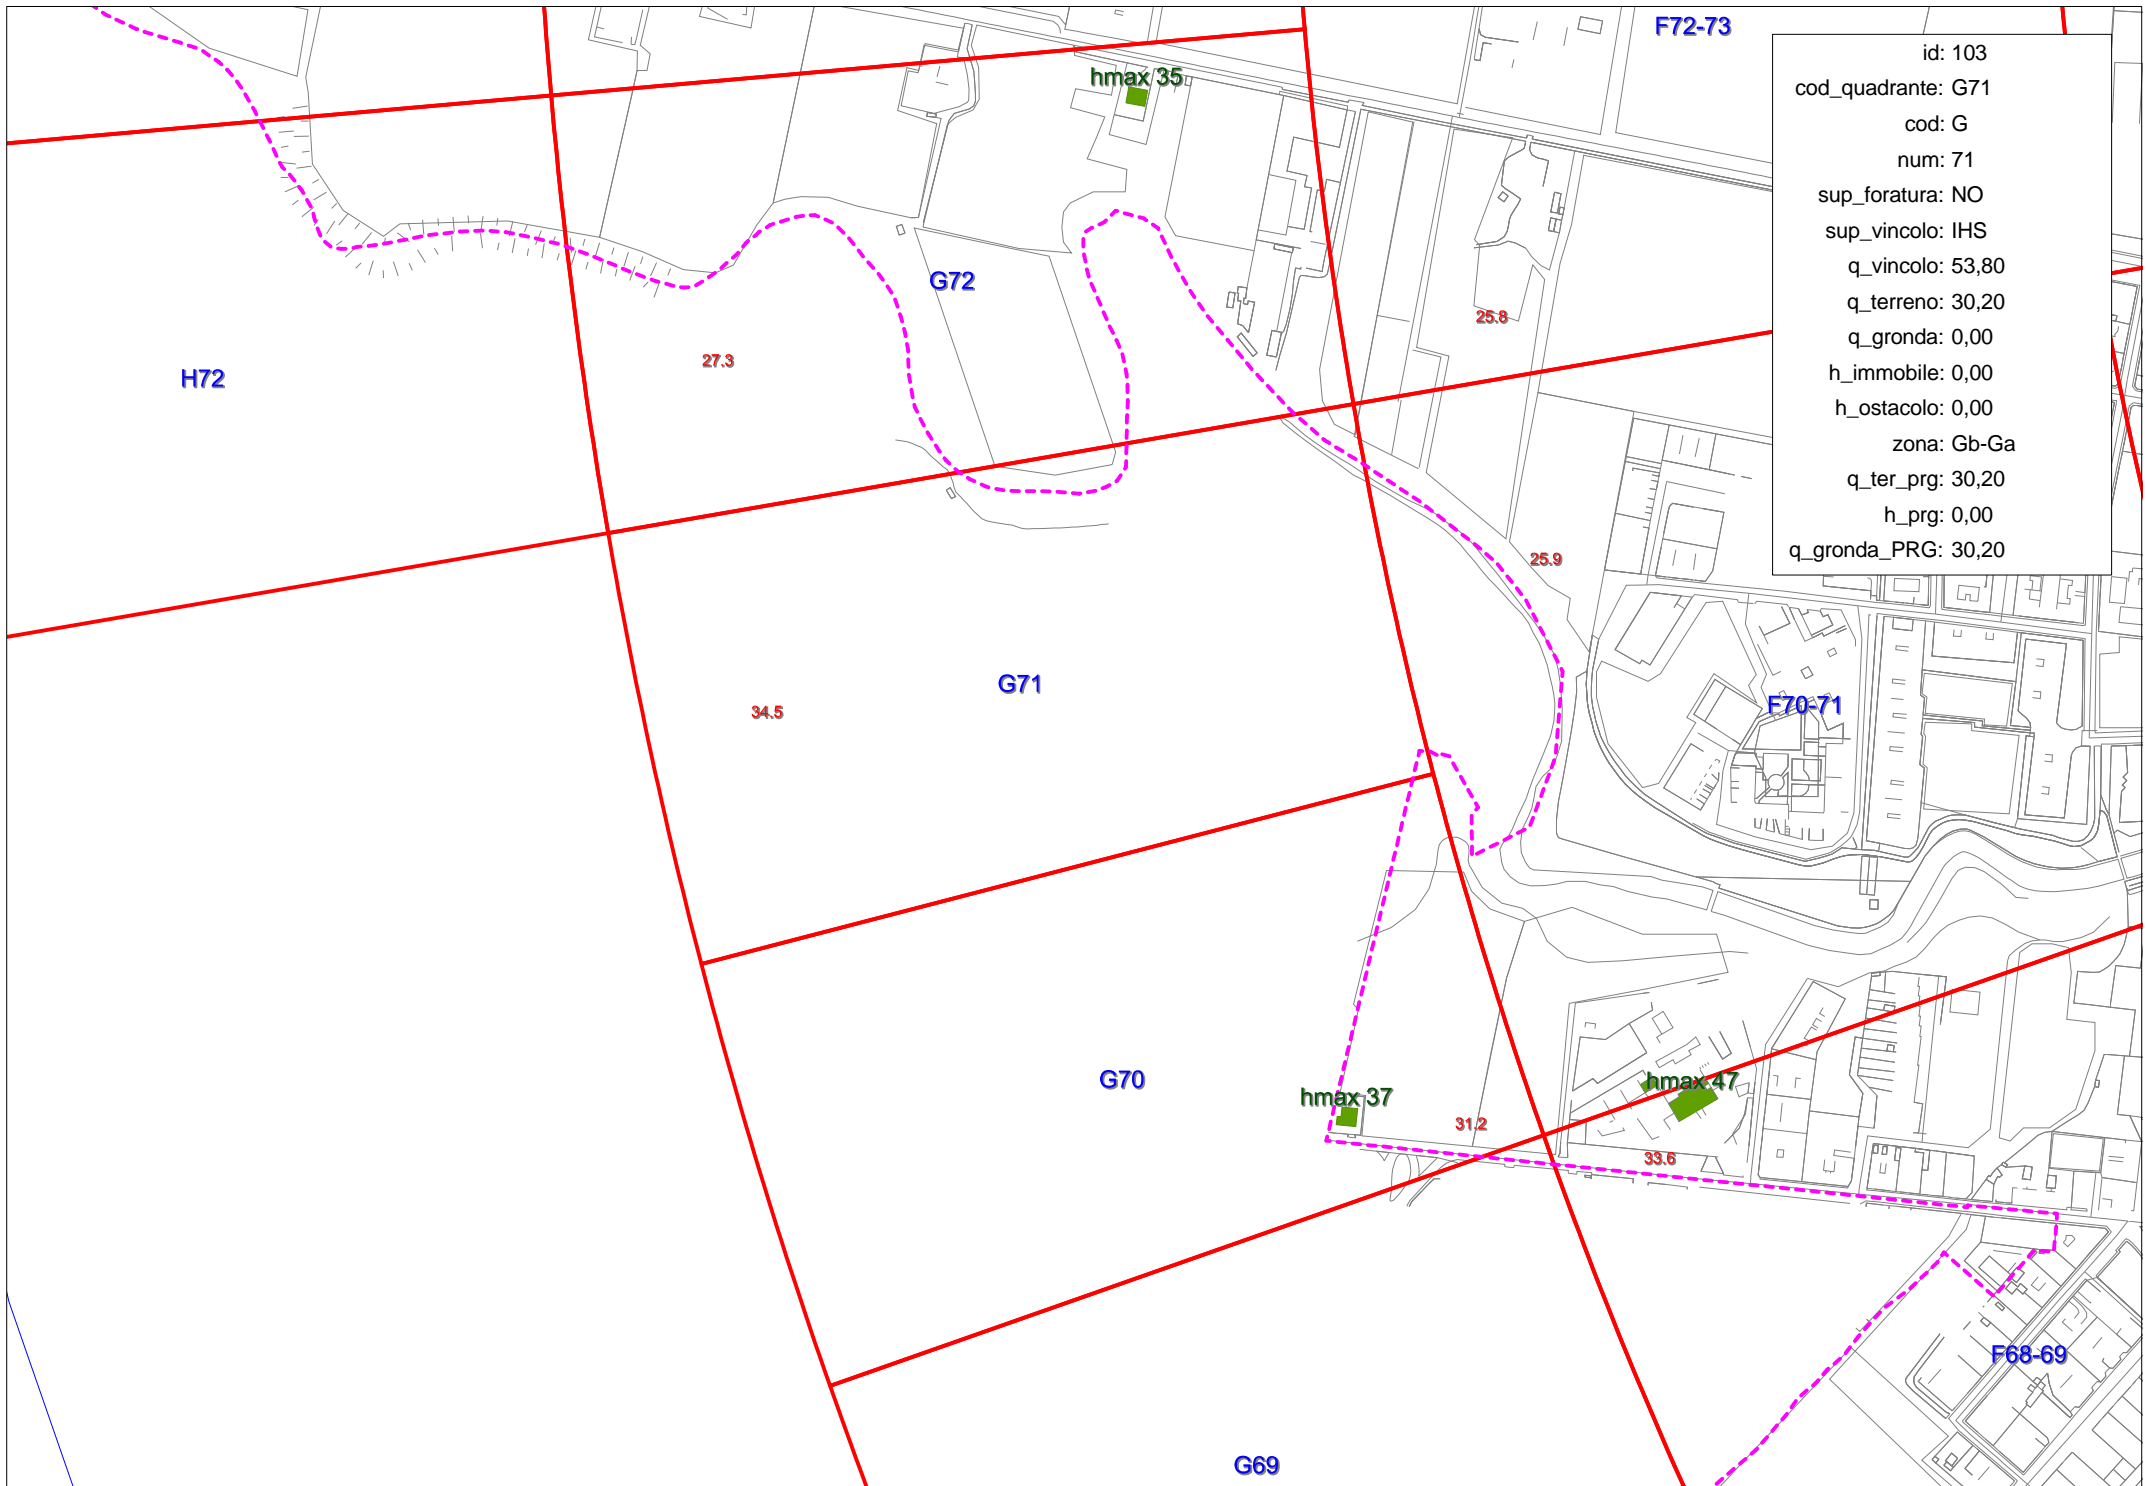 F72-73
id: 103
cod_quadrante: G71
cod: G
num: 71
sup_foratura: NO
sup_vincolo: IHS
q_vincolo: 53,80
q_terreno: 30,20
q_gronda: 0,00
h_immobile: 0,00
h_ostacolo: 0,00
zona: Gb-Ga
q_ter_prg: 30,20
h_prg: 0,00
q_gronda_PRG: 30,20
hmax 35
G72
25.8
27.3
H72
25.9
G71
34.5
F70-71
G70
hmax 37
hmax 47
31.2
33.6
F68-69
G69